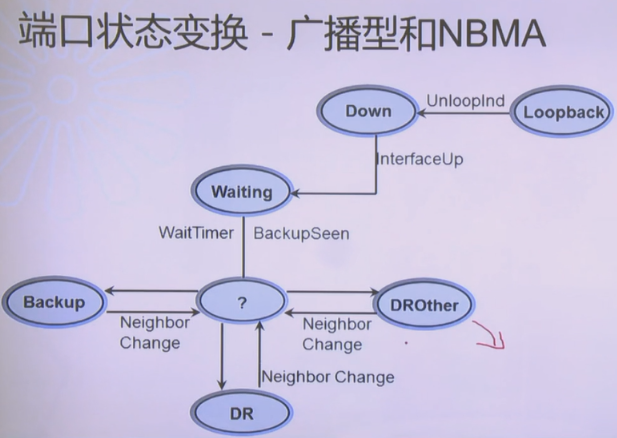 端口状态变换 - 广播型和NBMA
Down
UnloopInd
Loopback
InterfaceUp
Waiting
WaitTimer
BackupSeen
Backup
?
DROther
Neighbor
Change
Neighbor
Change
Neighbor Change
DR